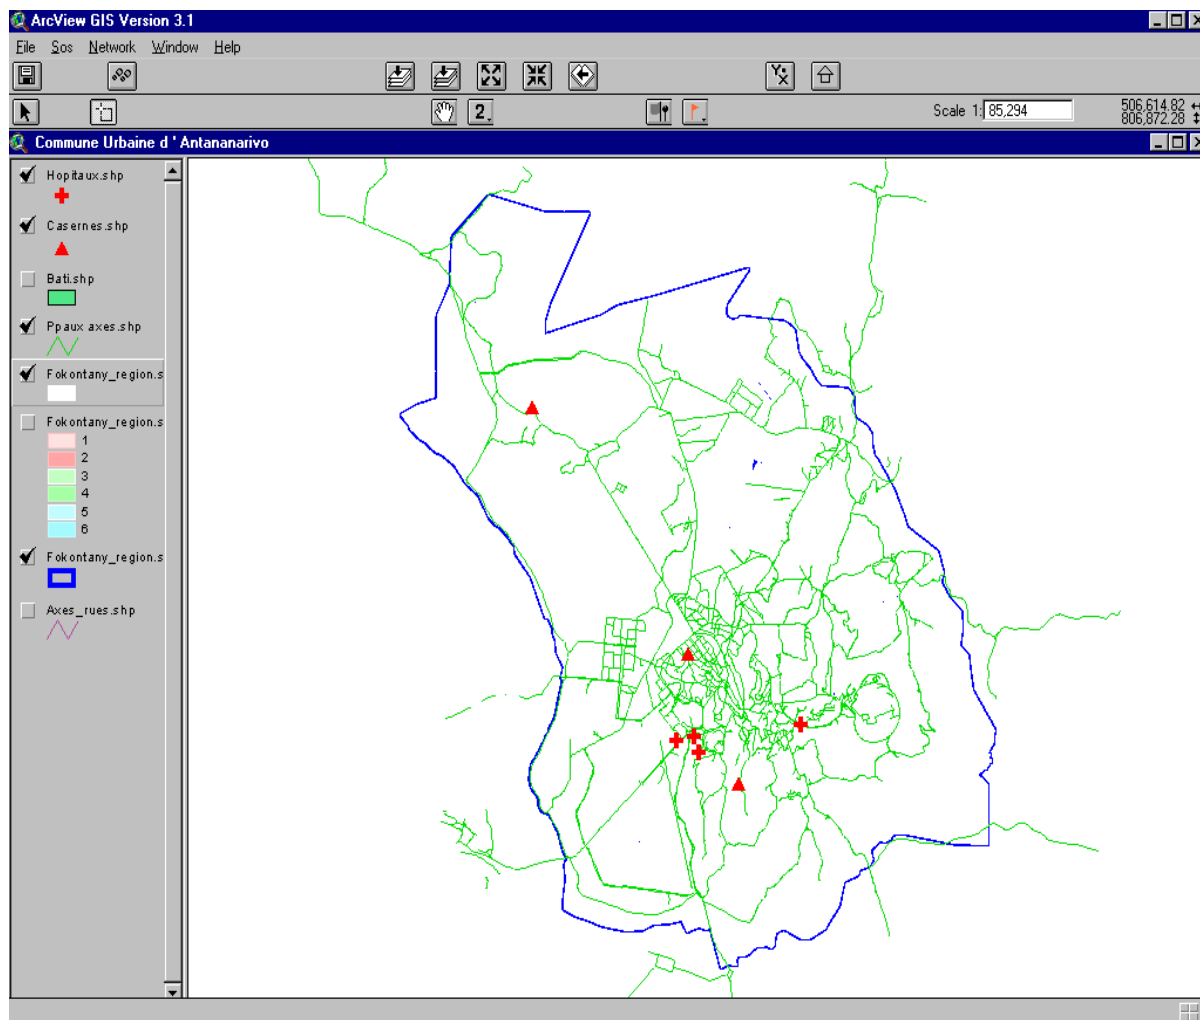 ArcView GIS Version 3.1
File Sos Network Window Help
Y X
2
Scale 1: 85,294
506,614.82
806,872.28
Commune Urbaine d ' Antananarivo
Hopitaux.shp
Casernes.shp
Bati.shp
Ppaux axes.shp
Fokontany_region.s
Fokontany_region.s
1
2
3
4
5
6
Fokontany_region.s
Axes_rues.shp